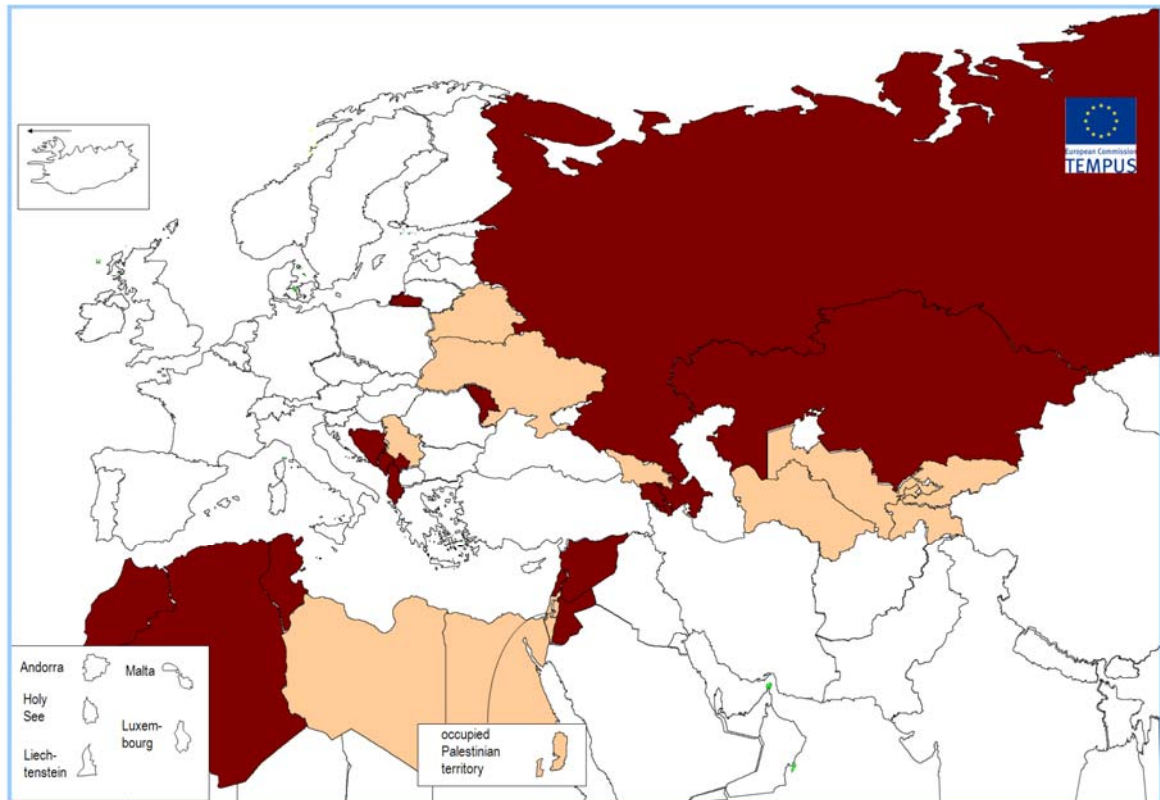 European Commission
TEMPUS
Andorra
Malta
Holy
See
Luxem-
bourg
Liech-
tenstein
occupied
Palestinian
territory